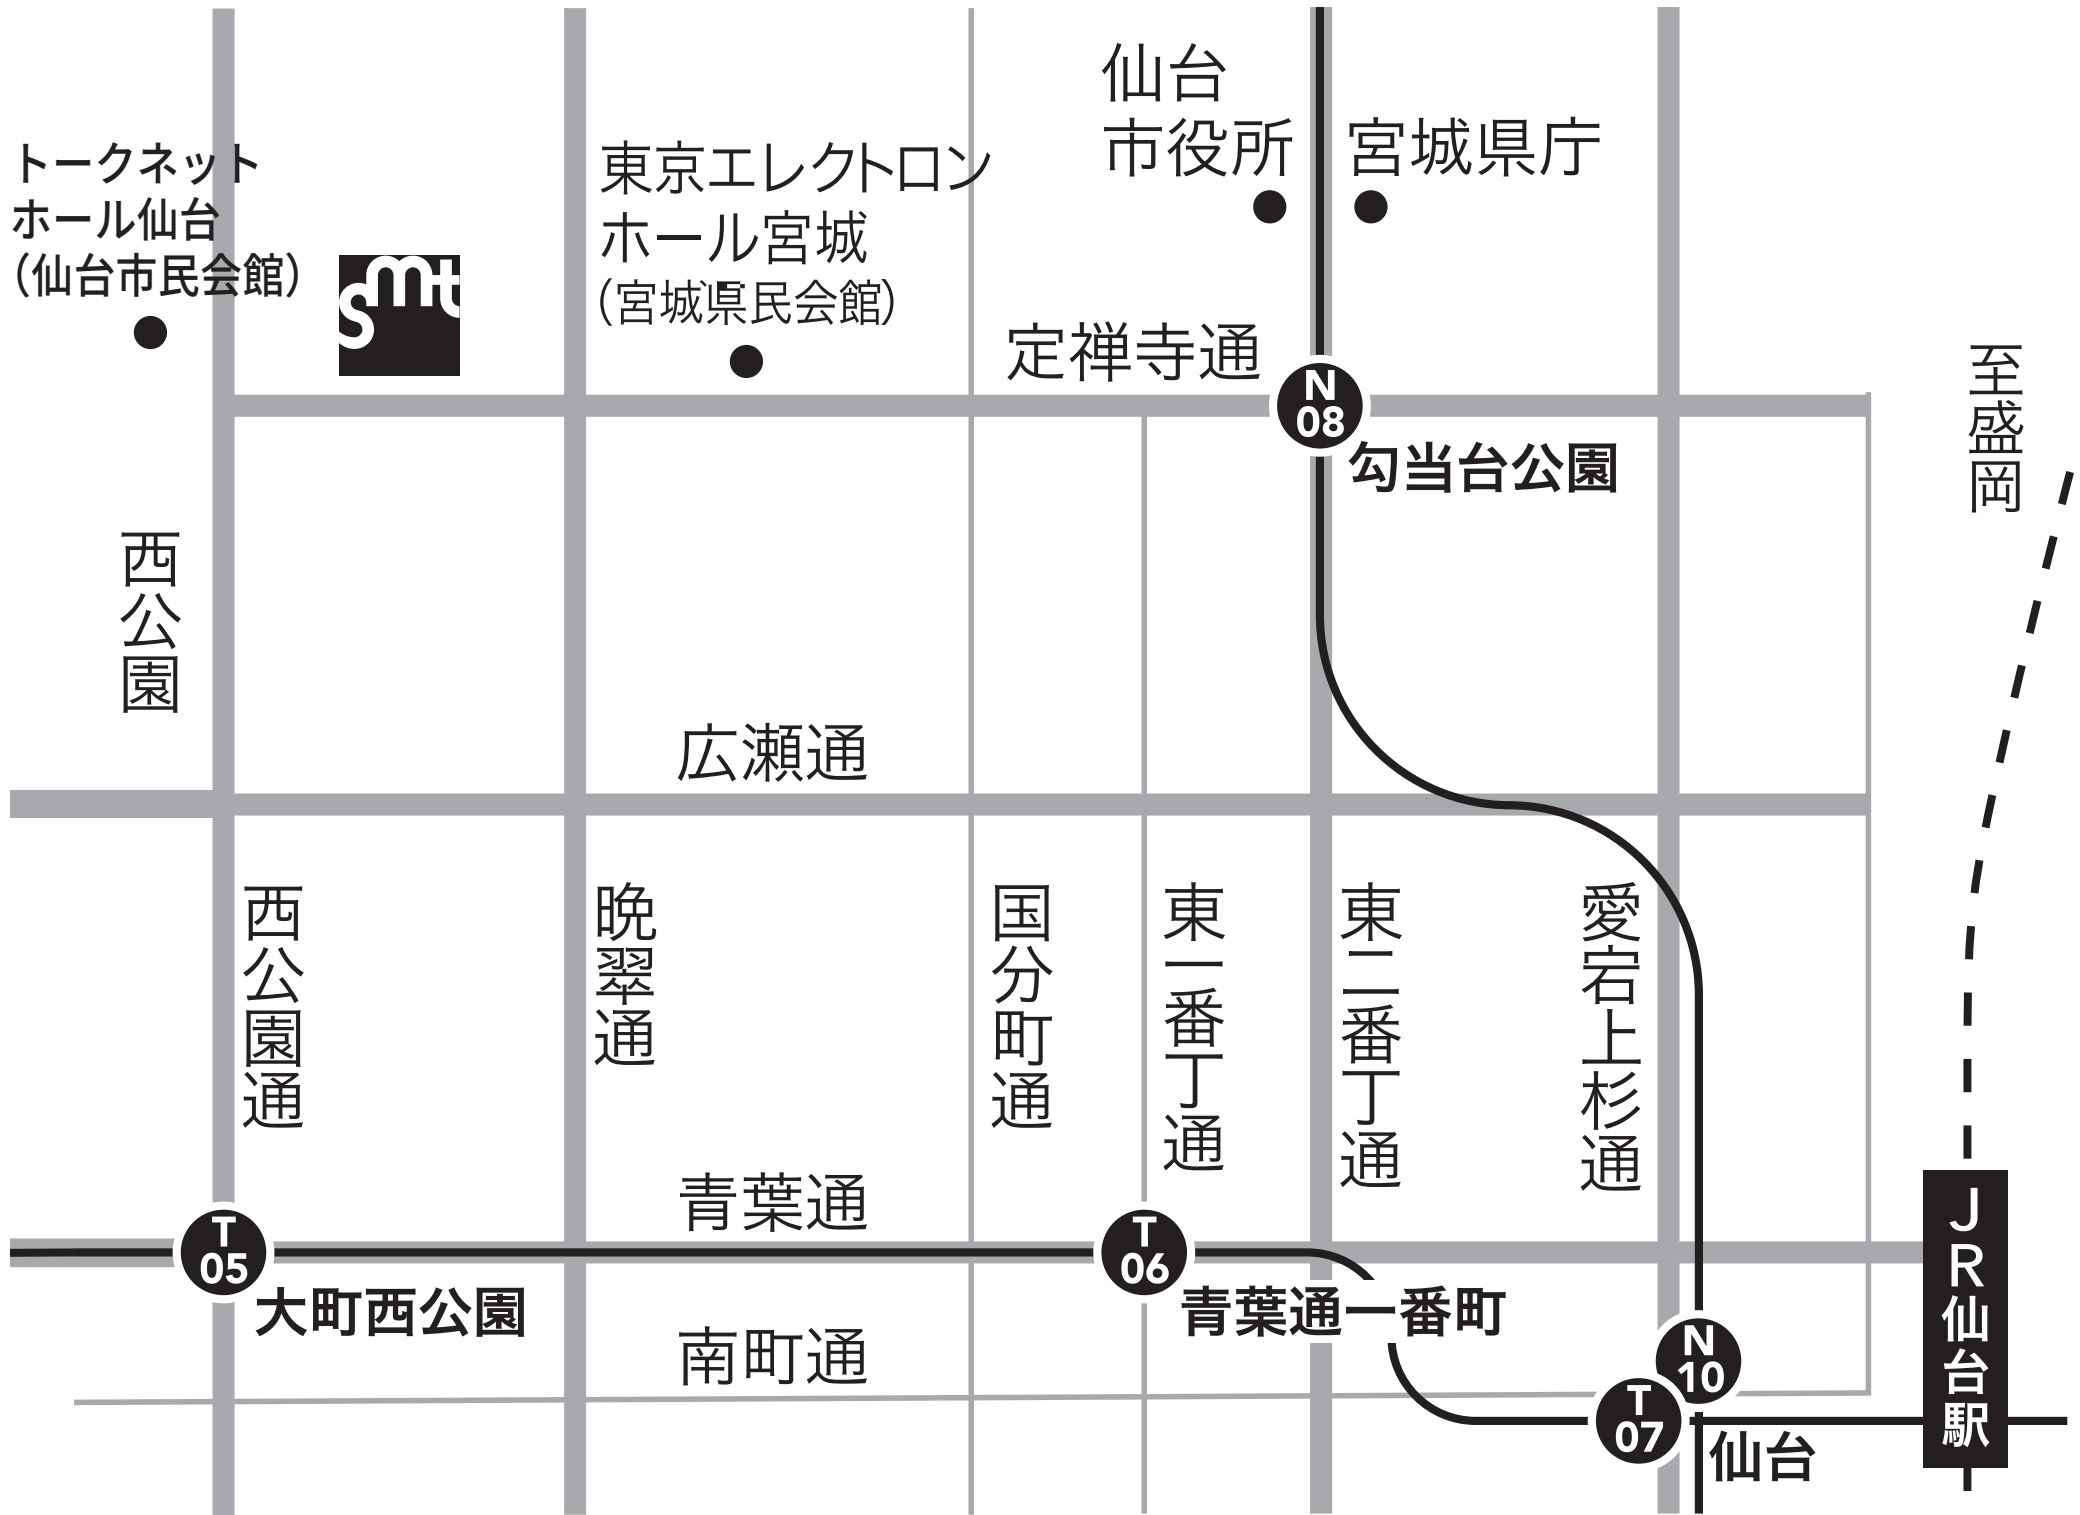 仙台
市役所
宮城県庁
トークネット
ホール仙台
（仙台市民会館）
smt
東京エレクトロン
ホール宮城
（宮城県民会館）
定禅寺通
N
08
勾当台公園
至盛岡
西公園
広瀬通
西公園通
晩翠通
国分町通
東一番丁通
東二番丁通
愛宕上杉通
青葉通
T
05
大町西公園
T
06
青葉通一番町
南町通
N
10
T
07
仙台
JR仙台駅